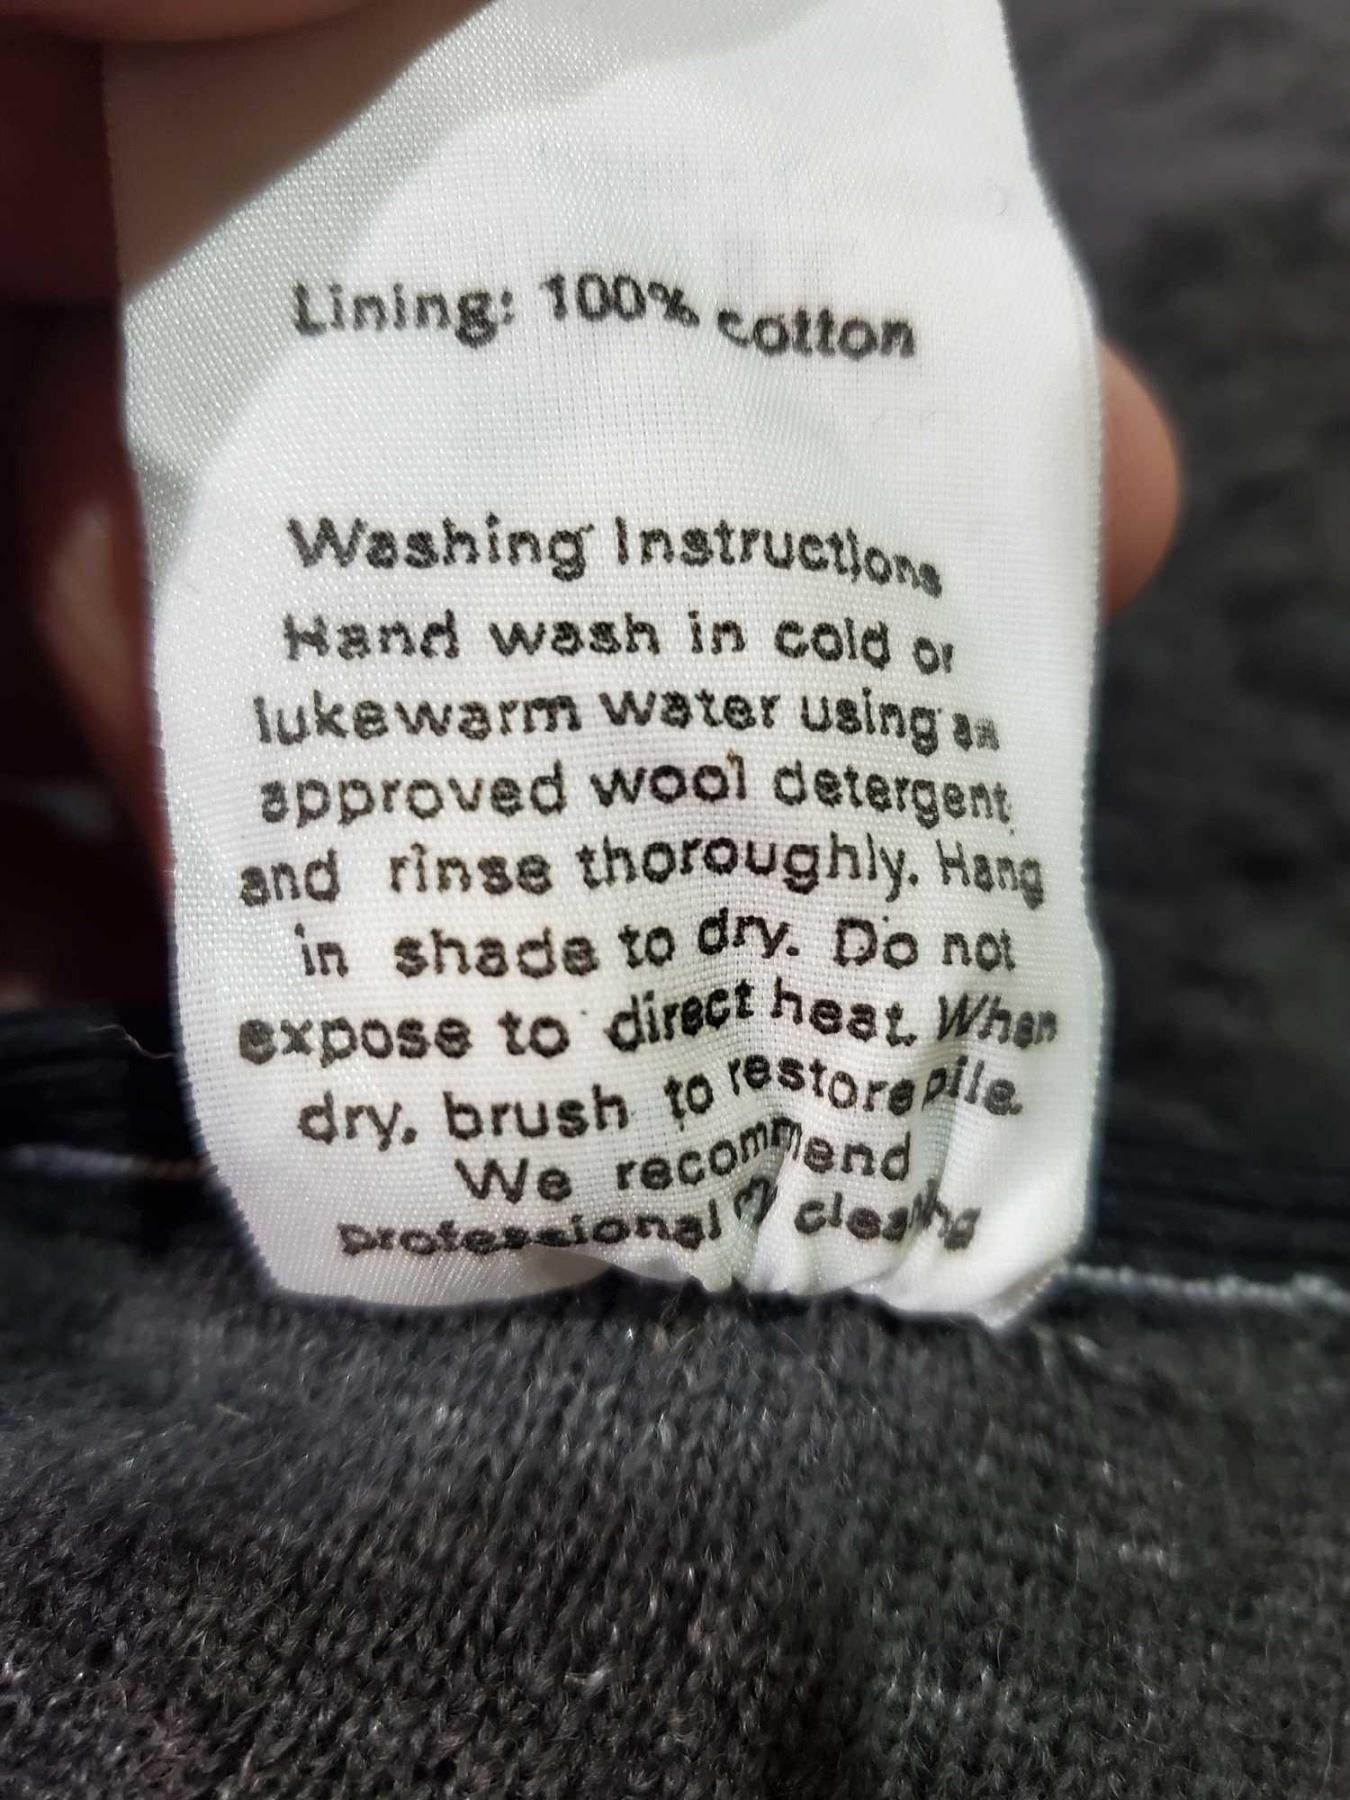 Lining: 100% cotton
Washing Instructions
Hand wash in cold or
lukewarm water using an
approved wool detergent
and rinse thoroughly. Hang
in shade to dry. Do not
expose to direct heat. When
dry, brush to restore pile.
We recommend
professional cleaning